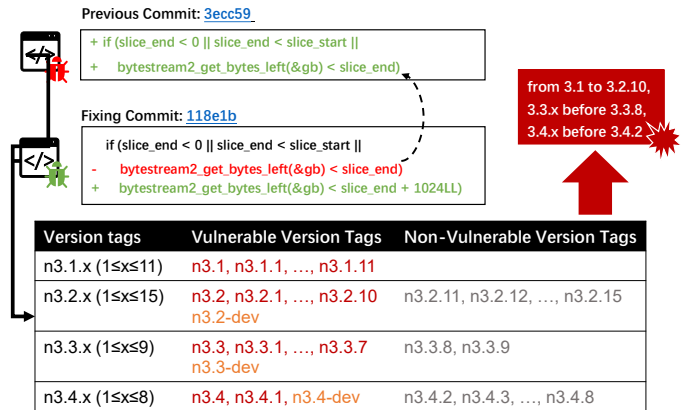 Previous Commit: 3ecc59
+ if (slice_end < 0 || slice_end < slice_start ||
+ bytestream2_get_bytes_left(&gb) < slice_end)
Fixing Commit: 118e1b
if (slice_end < 0 || slice_end < slice_start ||
- bytestream2_get_bytes_left(&gb) < slice_end)
+ bytestream2_get_bytes_left(&gb) < slice_end + 1024LL)
from 3.1 to 3.2.10,
3.3.x before 3.3.8,
3.4.x before 3.4.2
</>
</>
Version tags Vulnerable Version Tags Non-Vulnerable Version Tags
n3.1.x (1≤x≤11) n3.1, n3.1.1, …, n3.1.11
n3.2.x (1≤x≤15) n3.2, n3.2.1, …, n3.2.10 n3.2.11, n3.2.12, …, n3.2.15
n3.2-dev
n3.3.x (1≤x≤9) n3.3, n3.3.1, …, n3.3.7 n3.3.8, n3.3.9
n3.3-dev
n3.4.x (1≤x≤8) n3.4, n3.4.1, n3.4-dev n3.4.2, n3.4.3, …, n3.4.8